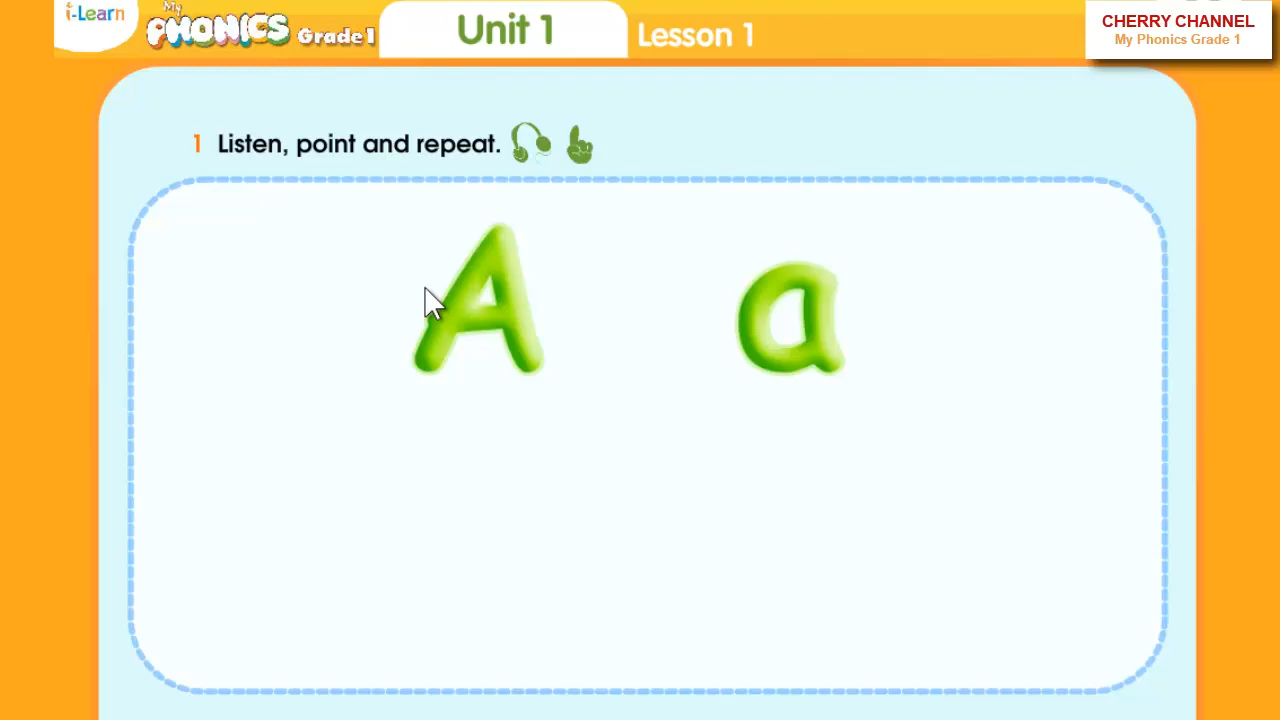 i-Learn
My
PHONICS Grade 1
Unit 1
Lesson 1
CHERRY CHANNEL
My Phonics Grade 1
1 Listen, point and repeat.
A a